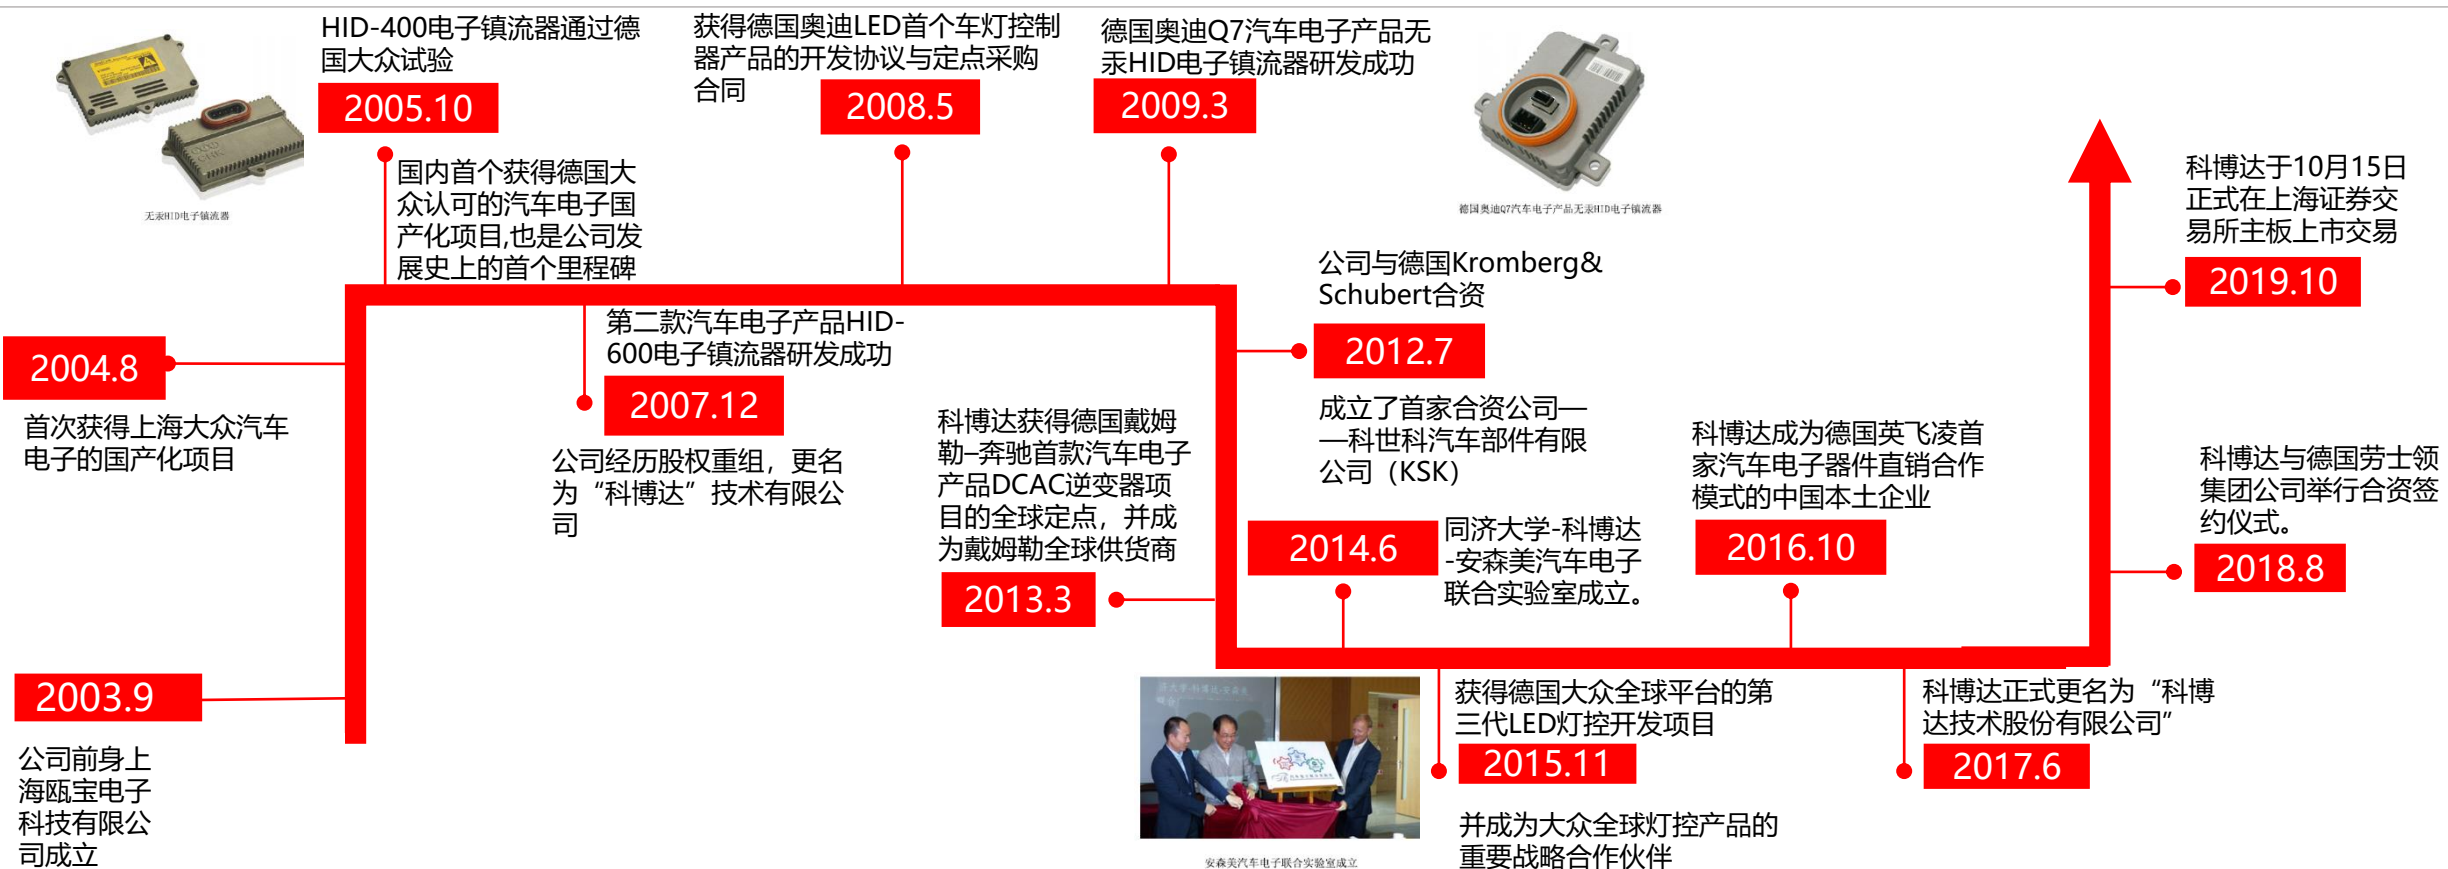 HID-400电子镇流器通过德
国大众试验
2005.10
国内首个获得德国大
众认可的汽车电子国
产化项目,也是公司发
展史上的首个里程碑
无汞HID电子镇流器
获得德国奥迪LED首个车灯控制
器产品的开发协议与定点采购
合同
2008.5
德国奥迪Q7汽车电子产品无
汞HID电子镇流器研发成功
2009.3
德国奥迪Q7汽车电子产品无汞HID电子镇流器
科博达于10月15日
正式在上海证券交
易所主板上市交易
2019.10
公司与德国Kromberg&
Schubert合资
2012.7
成立了首家合资公司—
—科世科汽车部件有限
公司（KSK）
第二款汽车电子产品HID-
600电子镇流器研发成功
2007.12
公司经历股权重组，更名
为“科博达”技术有限公
司
2004.8
首次获得上海大众汽车
电子的国产化项目
科博达获得德国戴姆
勒–奔驰首款汽车电子
产品DCAC逆变器项
目的全球定点，并成
为戴姆勒全球供货商
2013.3
2014.6
同济大学-科博达
-安森美汽车电子
联合实验室成立。
科博达成为德国英飞凌首
家汽车电子器件直销合作
模式的中国本土企业
2016.10
科博达与德国劳士领
集团公司举行合资签
约仪式。
2018.8
2003.9
公司前身上
海瓯宝电子
科技有限公
司成立
安森美汽车电子联合实验室成立
获得德国大众全球平台的第
三代LED灯控开发项目
2015.11
并成为大众全球灯控产品的
重要战略合作伙伴
科博达正式更名为“科博
达技术股份有限公司”
2017.6